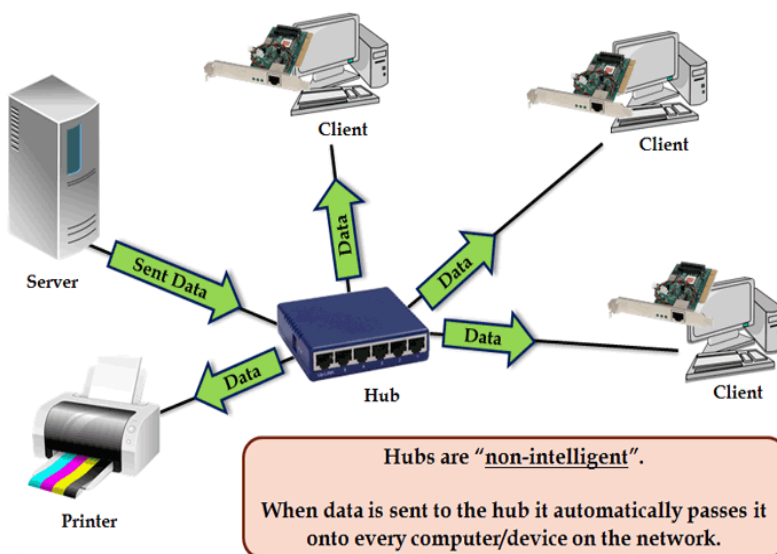 Client
Client
Server
Sent Data
Data
Data
Data
Data
Hub
Client
Printer
Hubs are “non-intelligent”.
When data is sent to the hub it automatically passes it
onto every computer/device on the network.